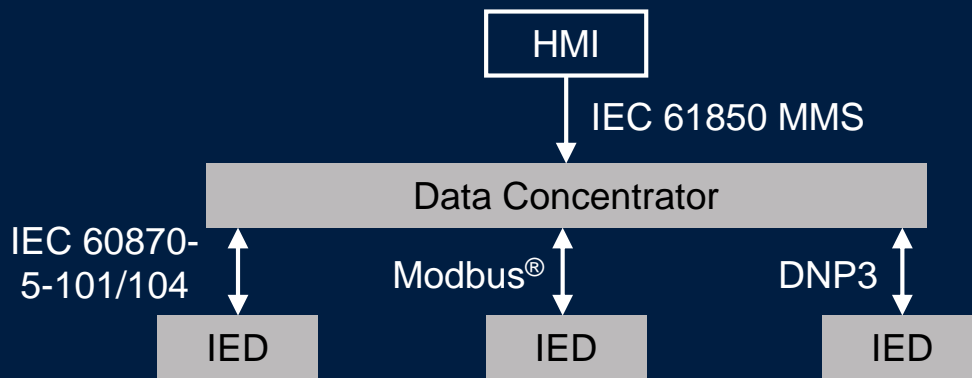 HMI
IEC 61850 MMS
Data Concentrator
IEC 60870-
5-101/104
Modbus®
DNP3
IED
IED
IED